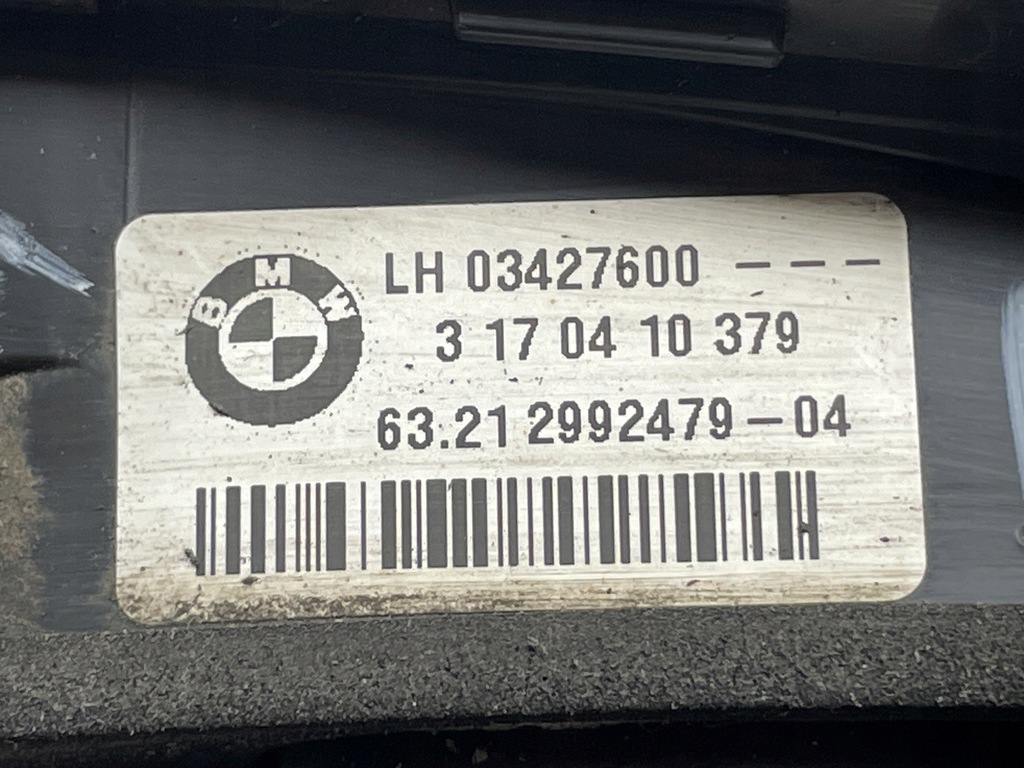 BMW
LH 03427600 – – –
3 17 04 10 379
63.21 2992479–04